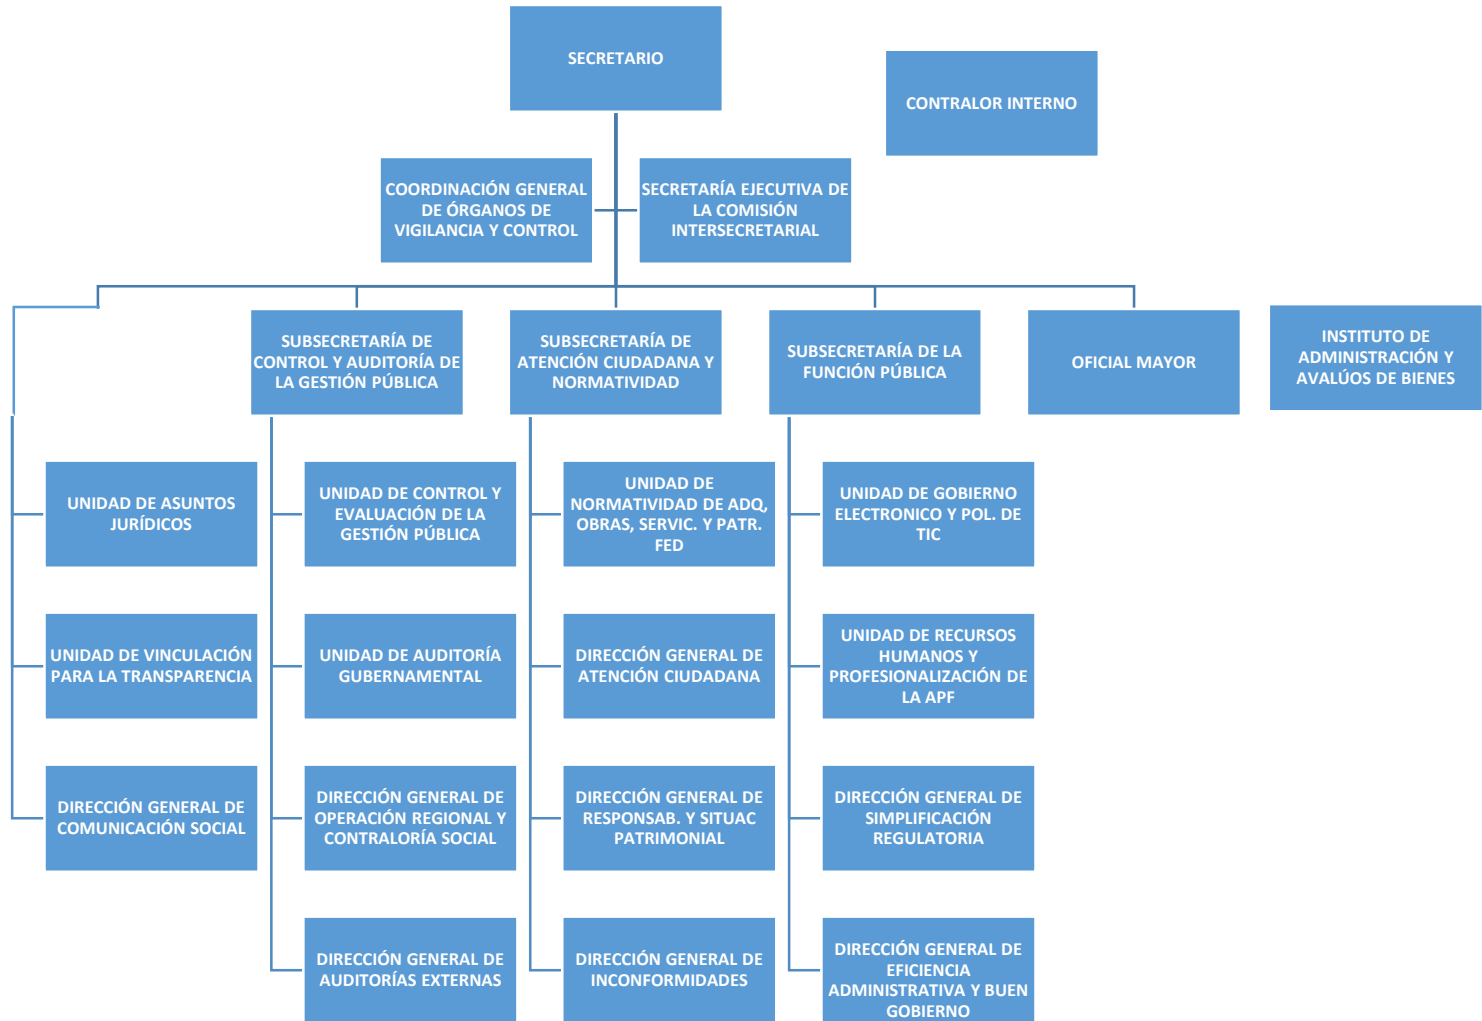 SECRETARIO
CONTRALOR INTERNO
COORDINACIÓN GENERAL
DE ÓRGANOS DE
VIGILANCIA Y CONTROL
SECRETARÍA EJECUTIVA DE
LA COMISIÓN
INTERSECRETARIAL
SUBSECRETARÍA DE
CONTROL Y AUDITORÍA DE
LA GESTIÓN PÚBLICA
SUBSECRETARÍA DE
ATENCIÓN CIUDADANA Y
NORMATIVIDAD
SUBSECRETARÍA DE LA
FUNCIÓN PÚBLICA
OFICIAL MAYOR
INSTITUTO DE
ADMINISTRACIÓN Y
AVALÚOS DE BIENES
UNIDAD DE ASUNTOS
JURÍDICOS
UNIDAD DE CONTROL Y
EVALUACIÓN DE LA
GESTIÓN PÚBLICA
UNIDAD DE
NORMATIVIDAD DE ADQ,
OBRAS, SERVIC. Y PATR.
FED
UNIDAD DE GOBIERNO
ELECTRONICO Y POL. DE
TIC
UNIDAD DE VINCULACIÓN
PARA LA TRANSPARENCIA
UNIDAD DE AUDITORÍA
GUBERNAMENTAL
DIRECCIÓN GENERAL DE
ATENCIÓN CIUDADANA
UNIDAD DE RECURSOS
HUMANOS Y
PROFESIONALIZACIÓN DE
LA APF
DIRECCIÓN GENERAL DE
COMUNICACIÓN SOCIAL
DIRECCIÓN GENERAL DE
OPERACIÓN REGIONAL Y
CONTRALORÍA SOCIAL
DIRECCIÓN GENERAL DE
RESPONSAB. Y SITUAC
PATRIMONIAL
DIRECCIÓN GENERAL DE
SIMPLIFICACIÓN
REGULATORIA
DIRECCIÓN GENERAL DE
AUDITORÍAS EXTERNAS
DIRECCIÓN GENERAL DE
INCONFORMIDADES
DIRECCIÓN GENERAL DE
EFICIENCIA
ADMINISTRATIVA Y BUEN
GOBIERNO